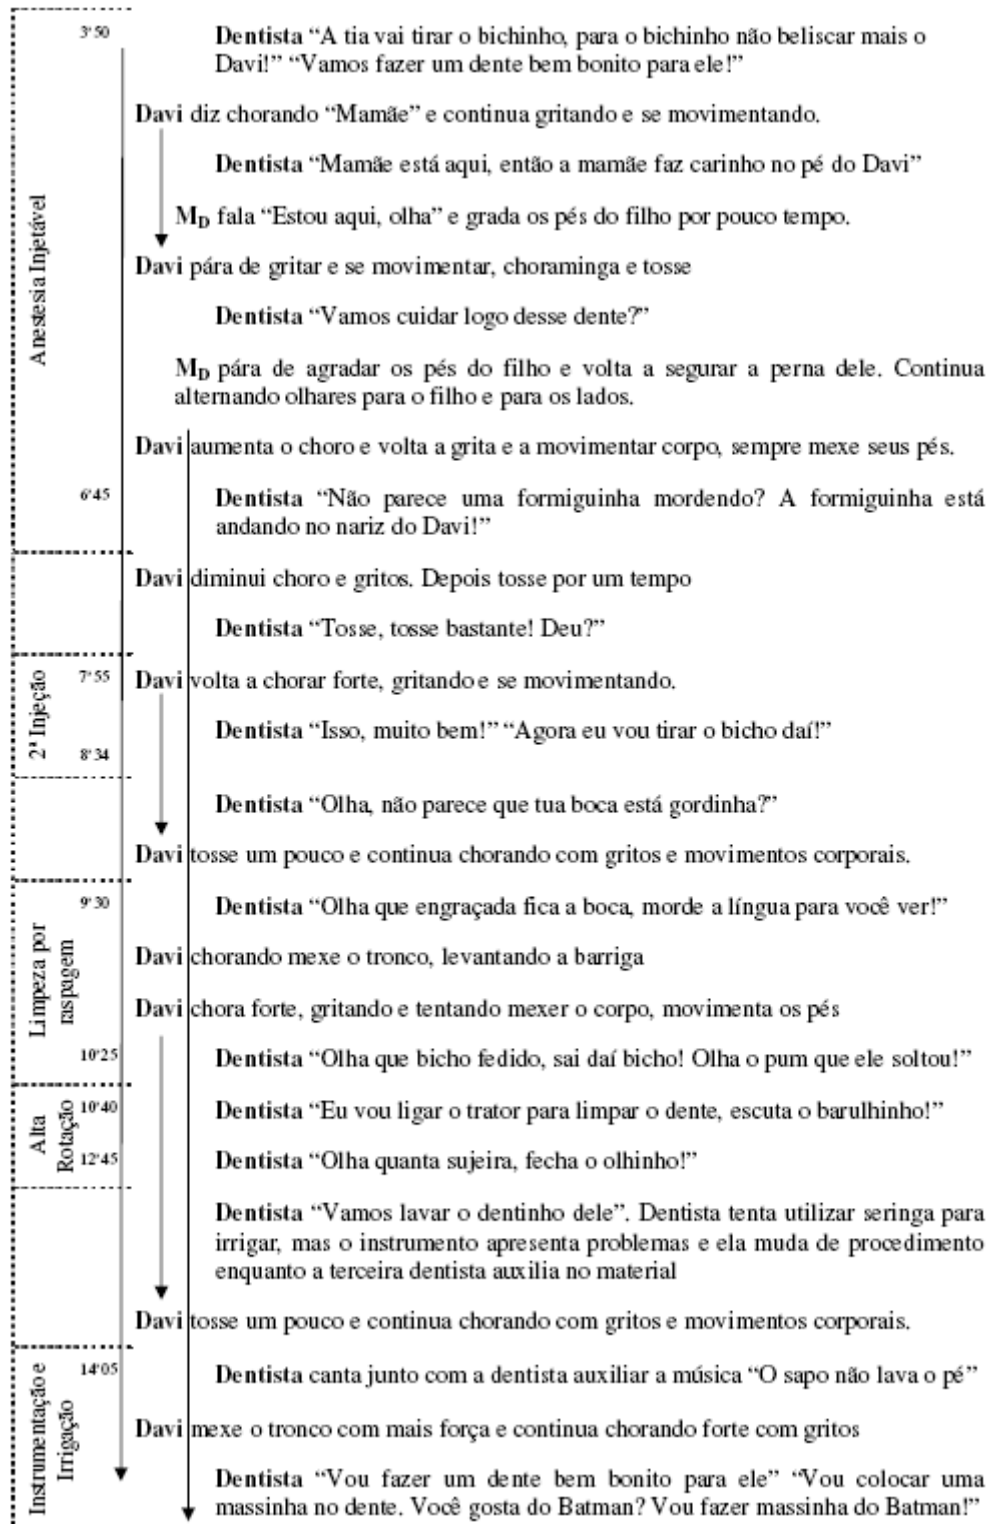 3'50
Dentista “A tia vai tirar o bichinho, para o bichinho não beliscar mais o
Davi!” “Vamos fazer um dente bem bonito para ele!”
Davi diz chorando “Mamãe” e continua gritando e se movimentando.
Dentista “Mamãe está aqui, então a mamãe faz carinho no pé do Davi”
Anestesia Injetável
M_D fala “Estou aqui, olha” e grada os pés do filho por pouco tempo.
Davi pára de gritar e se movimentar, choraminga e tosse
Dentista “Vamos cuidar logo desse dente?”
M_D pára de agradar os pés do filho e volta a segurar a perna dele. Continua
alternando olhares para o filho e para os lados.
Davi aumenta o choro e volta a grita e a movimentar corpo, sempre mexe seus pés.
6'45
Dentista “Não parece uma formiguinha mordendo? A formiguinha está
andando no nariz do Davi!”
Davi diminui choro e gritos. Depois tosse por um tempo
Dentista “Tosse, tosse bastante! Deu?”
2ª Injeção
7'55
Davi volta a chorar forte, gritando e se movimentando.
Dentista “Isso, muito bem!” “Agora eu vou tirar o bicho daí!”
8'34
Dentista “Olha, não parece que tua boca está gordinha?”
Davi tosse um pouco e continua chorando com gritos e movimentos corporais.
Limpeza por
raspagem
9'30
Dentista “Olha que engraçada fica a boca, morde a língua para você ver!”
Davi chorando mexe o tronco, levantando a barriga
Davi chora forte, gritando e tentando mexer o corpo, movimenta os pés
10'25
Dentista “Olha que bicho fedido, sai daí bicho! Olha o pum que ele soltou!”
Alta
Rotação
10'40
Dentista “Eu vou ligar o trator para limpar o dente, escuta o barulhinho!”
12'45
Dentista “Olha quanta sujeira, fecha o olhinho!”
Dentista “Vamos lavar o dentinho dele”. Dentista tenta utilizar seringa para
irrigar, mas o instrumento apresenta problemas e ela muda de procedimento
enquanto a terceira dentista auxilia no material
Davi tosse um pouco e continua chorando com gritos e movimentos corporais.
Instrumentação e
Irrigação
14'05
Dentista canta junto com a dentista auxiliar a música “O sapo não lava o pé”
Davi mexe o tronco com mais força e continua chorando forte com gritos
Dentista “Vou fazer um dente bem bonito para ele” “Vou colocar uma
massinha no dente. Você gosta do Batman? Vou fazer massinha do Batman!”